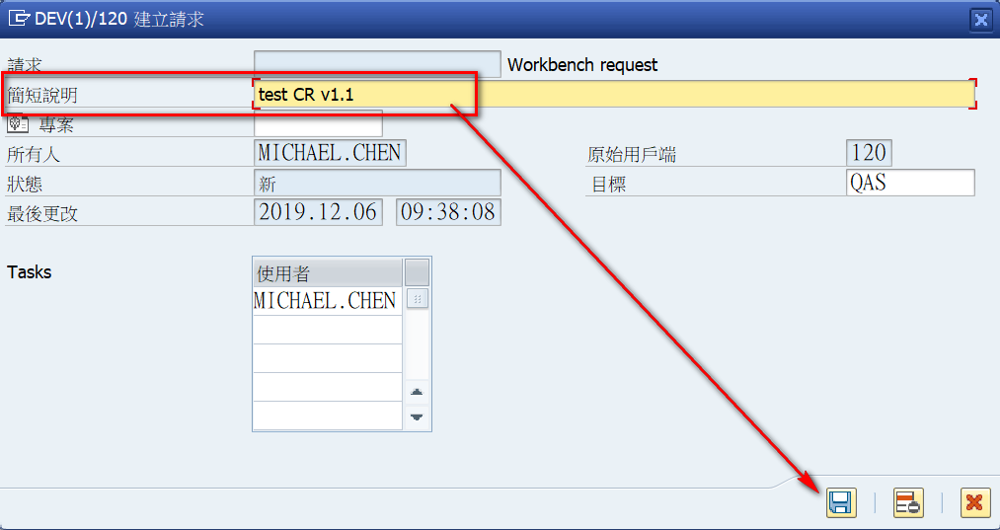 DEV(1)/120 建立請求
請求 Workbench request
簡短說明 test CR v1.1
專案
所有人 MICHAEL.CHEN 原始用戶端 120
狀態 新 目標 QAS
最後更改 2019.12.06 09:38:08
Tasks 使用者
MICHAEL.CHEN